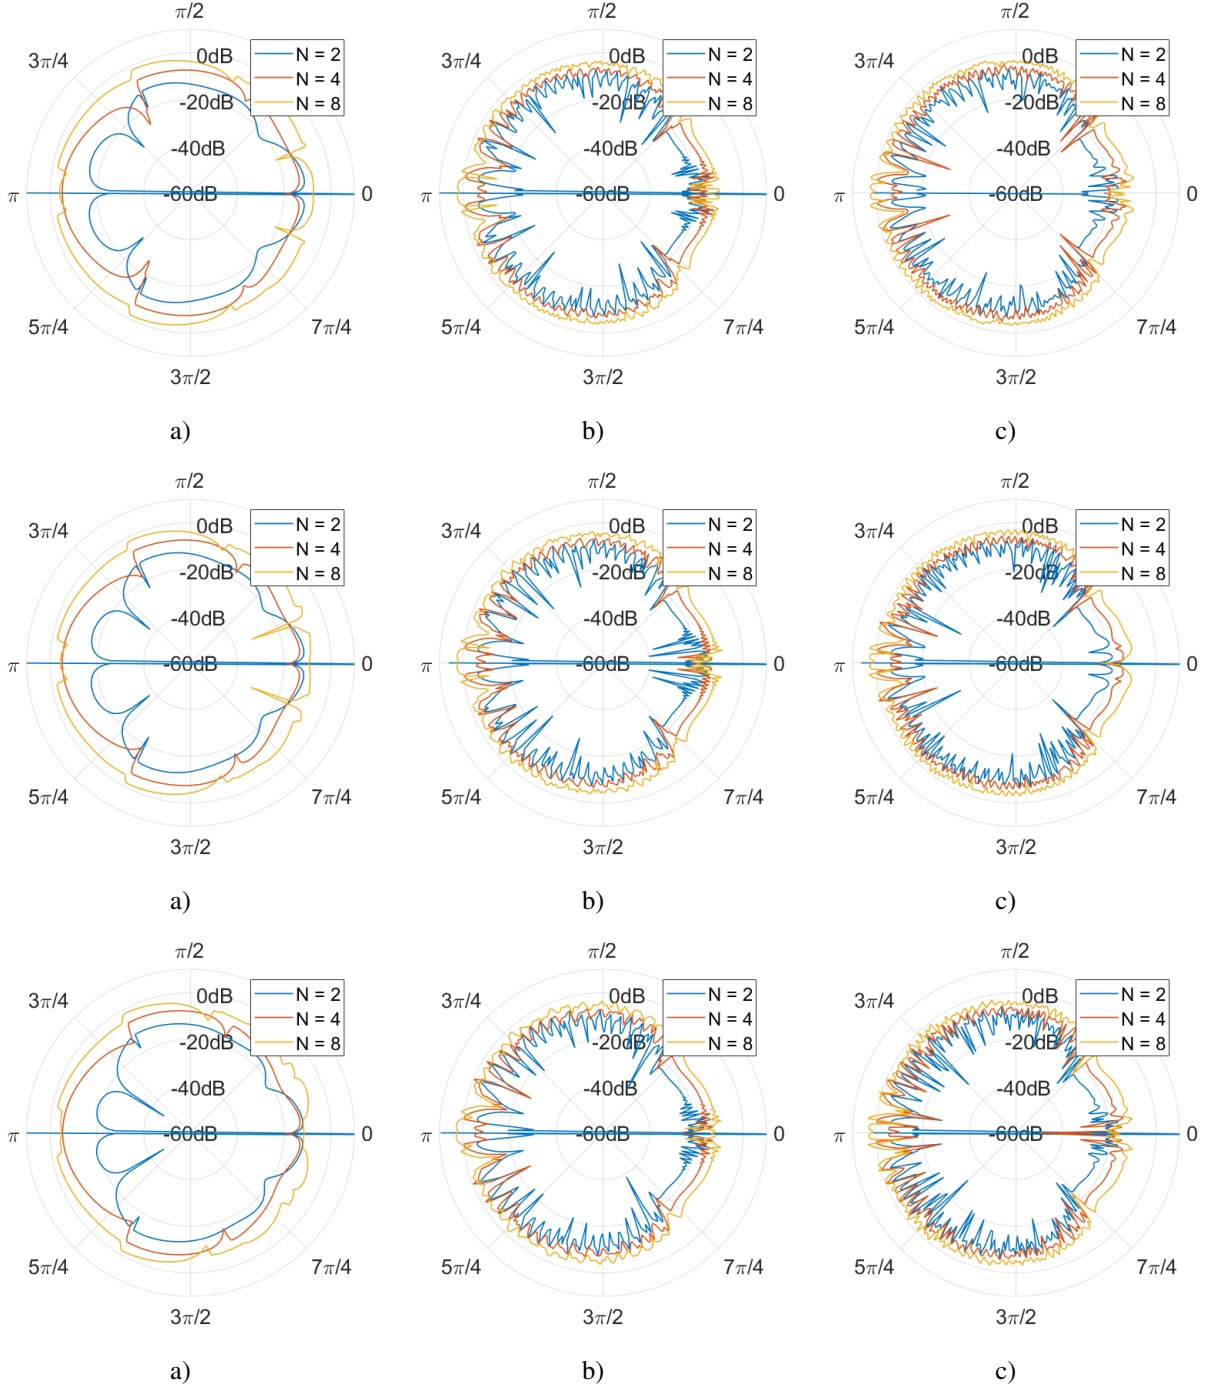 π/2 π/2 π/2
3π/4 0dB N = 2 3π/4 0dB N = 2 3π/4 0dB N = 2
N = 4 N = 4 N = 4
-20dB N = 8 -20dB N = 8 -20dB N = 8
-40dB -40dB -40dB
π -60dB 0 π -60dB 0 π -60dB 0
5π/4 7π/4 5π/4 7π/4 5π/4 7π/4
3π/2 3π/2 3π/2
a) b) c)
π/2 π/2 π/2
3π/4 0dB N = 2 3π/4 0dB N = 2 3π/4 0dB N = 2
N = 4 N = 4 N = 4
-20dB N = 8 -20dB N = 8 -20dB N = 8
-40dB -40dB -40dB
π -60dB 0 π -60dB 0 π -60dB 0
5π/4 7π/4 5π/4 7π/4 5π/4 7π/4
3π/2 3π/2 3π/2
a) b) c)
π/2 π/2 π/2
3π/4 0dB N = 2 3π/4 0dB N = 2 3π/4 0dB N = 2
N = 4 N = 4 N = 4
-20dB N = 8 -20dB N = 8 -20dB N = 8
-40dB -40dB -40dB
π -60dB 0 π -60dB 0 π -60dB 0
5π/4 7π/4 5π/4 7π/4 5π/4 7π/4
3π/2 3π/2 3π/2
a) b) c)